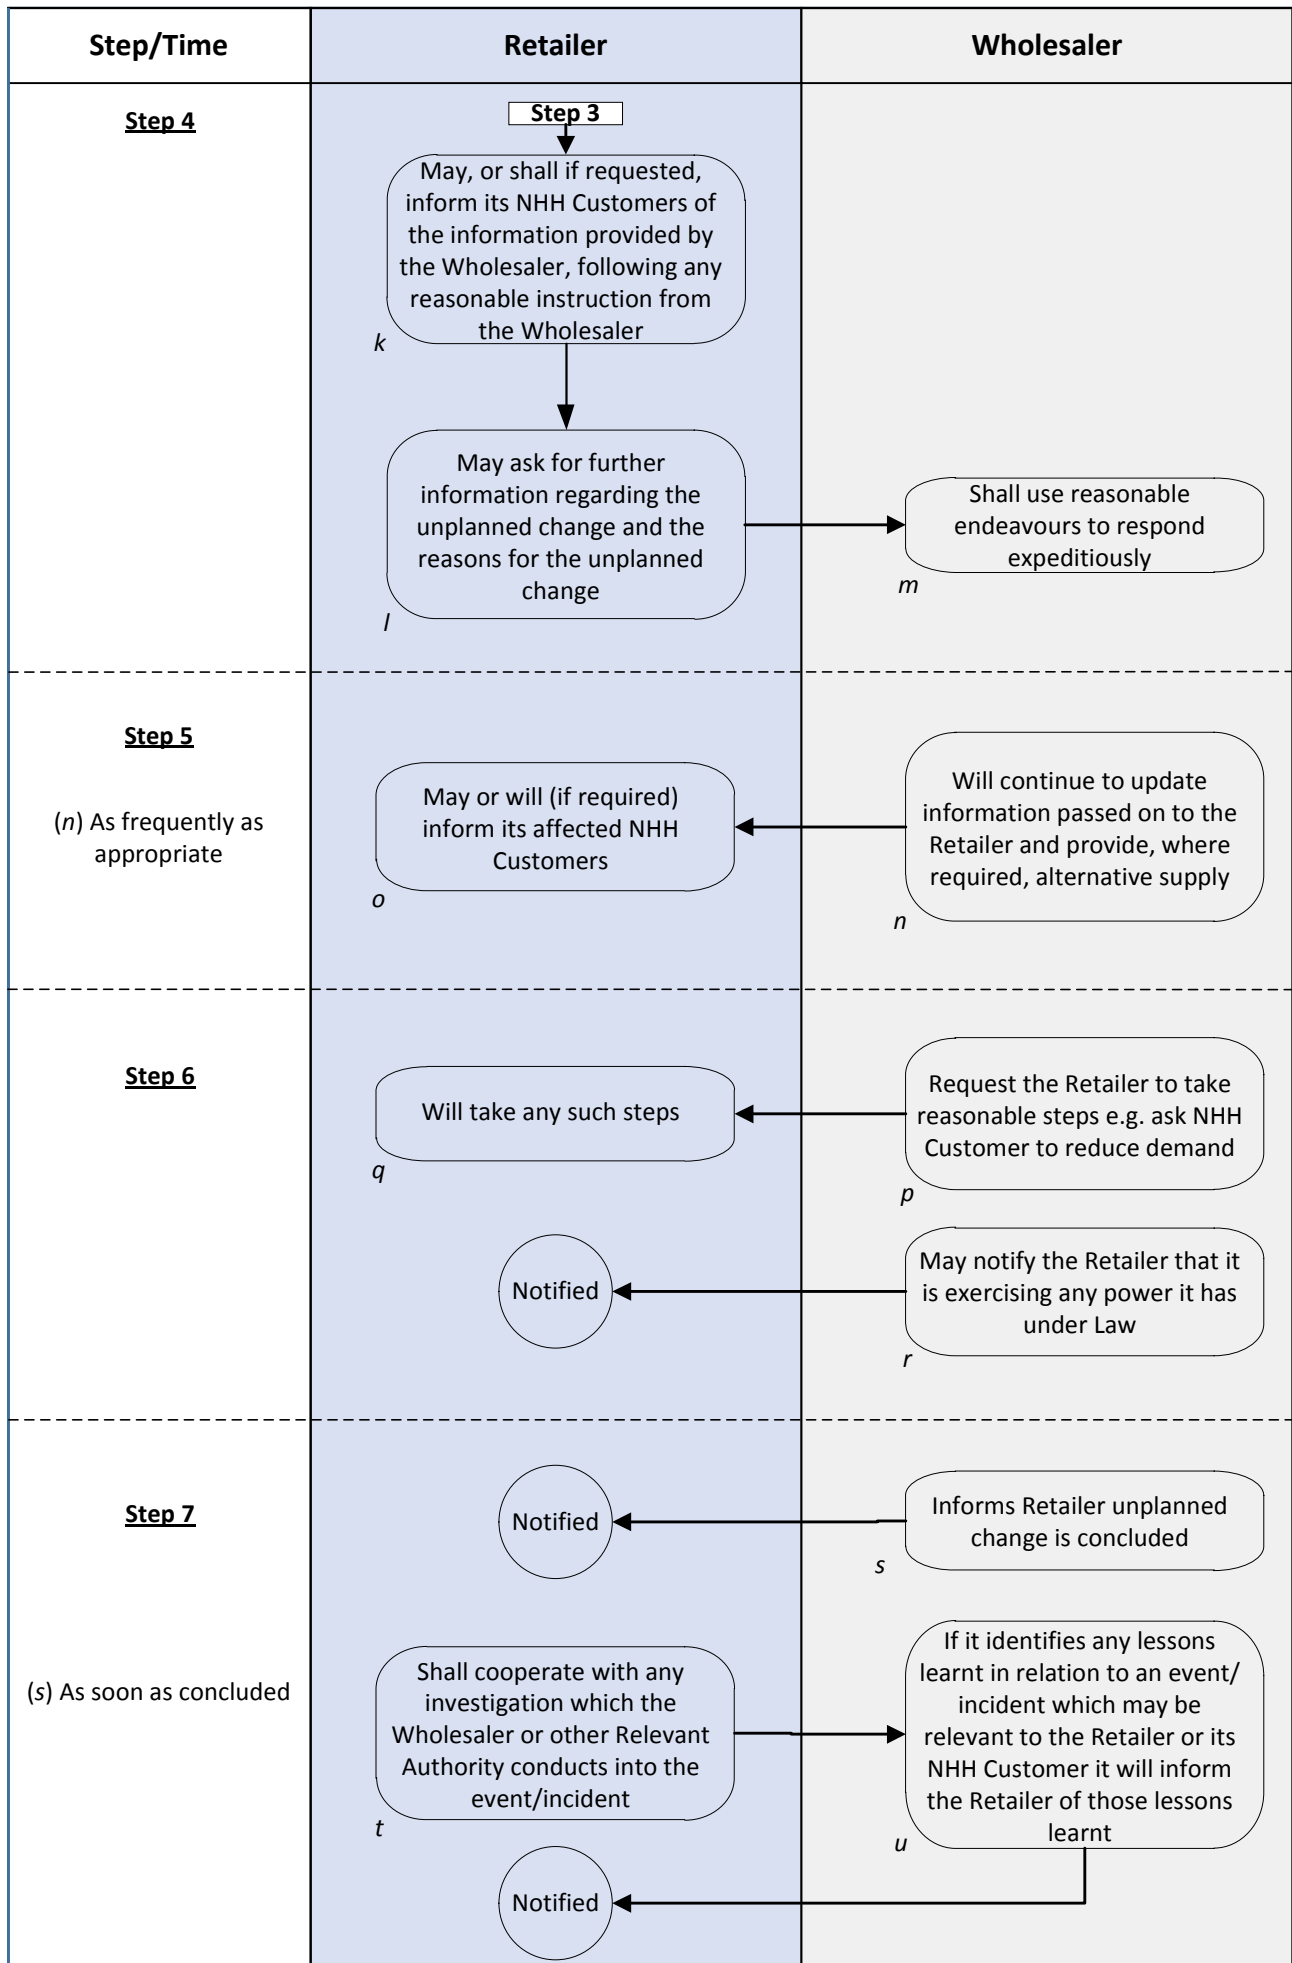 Step/Time
Retailer
Wholesaler
Step 4
Step 3
May, or shall if requested,
inform its NHH Customers of
the information provided by
the Wholesaler, following any
reasonable instruction from
the Wholesaler
k
May ask for further
information regarding the
unplanned change and the
reasons for the unplanned
change
l
Shall use reasonable
endeavours to respond
expeditiously
m
Step 5
(n) As frequently as
appropriate
May or will (if required)
inform its affected NHH
Customers
o
Will continue to update
information passed on to the
Retailer and provide, where
required, alternative supply
n
Step 6
Will take any such steps
q
Request the Retailer to take
reasonable steps e.g. ask NHH
Customer to reduce demand
p
Notified
May notify the Retailer that it
is exercising any power it has
under Law
r
Step 7
Notified
Informs Retailer unplanned
change is concluded
s
(s) As soon as concluded
Shall cooperate with any
investigation which the
Wholesaler or other Relevant
Authority conducts into the
event/incident
t
If it identifies any lessons
learnt in relation to an event/
incident which may be
relevant to the Retailer or its
NHH Customer it will inform
the Retailer of those lessons
learnt
u
Notified